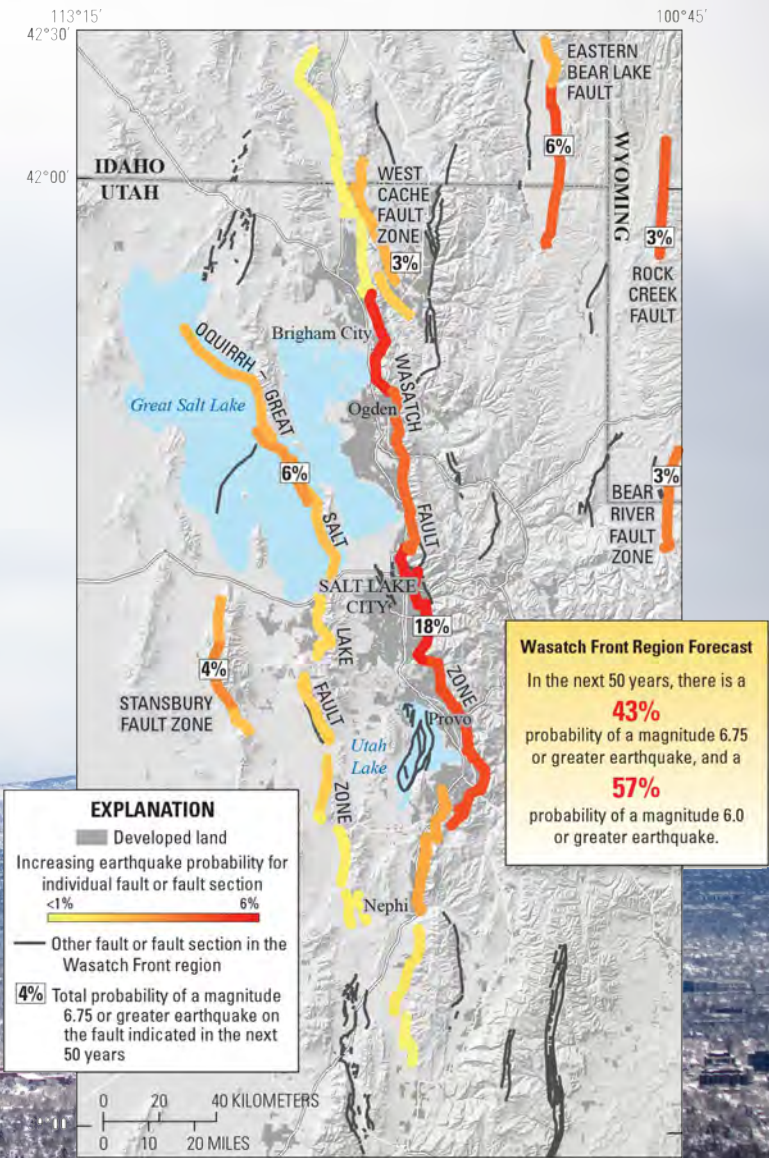 113°15'
100°45'
42°30'
EASTERN
BEAR LAKE
FAULT
6%
WYOMING
42°00'
IDAHO
UTAH
WEST
CACHE
FAULT
ZONE
3%
3%
ROCK
CREEK
FAULT
Brigham City
OQUIRRH – GREAT SALT LAKE FAULT ZONE
WASATCH FAULT ZONE
Great Salt Lake
Ogden
6%
3%
BEAR
RIVER
FAULT
ZONE
SALT LAKE
CITY
18%
4%
STANSBURY
FAULT ZONE
Provo
Utah
Lake
Nephi
Wasatch Front Region Forecast
In the next 50 years, there is a
43%
probability of a magnitude 6.75
or greater earthquake, and a
57%
probability of a magnitude 6.0
or greater earthquake.
EXPLANATION
Developed land
Increasing earthquake probability for
individual fault or fault section
<1% 6%
Other fault or fault section in the
Wasatch Front region
4% Total probability of a magnitude
6.75 or greater earthquake on
the fault indicated in the next
50 years
0 20 40 KILOMETERS
0 10 20 MILES